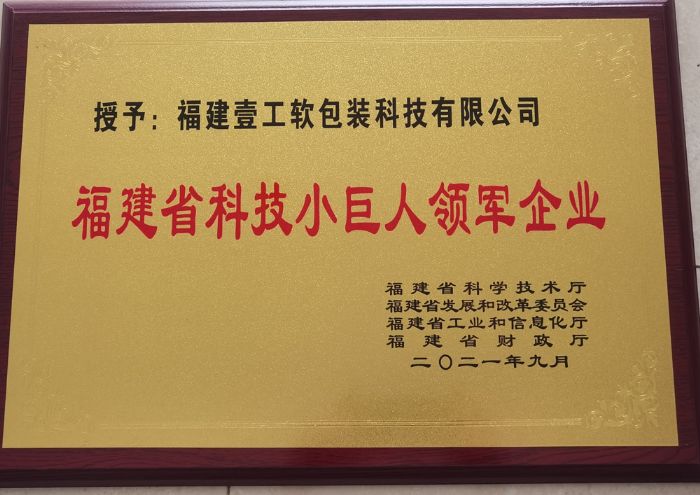 授予：福建壹工软包装科技有限公司
福建省科技小巨人领军企业
福建省科学技术厅
福建省发展和改革委员会
福建省工业和信息化厅
福建省财政厅
二〇二一年九月